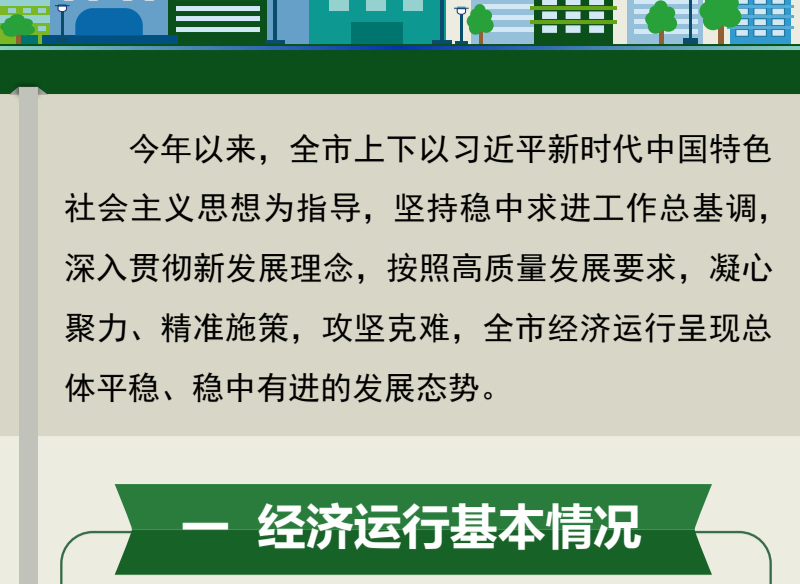 今年以来，全市上下以习近平新时代中国特色
社会主义思想为指导，坚持稳中求进工作总基调，
深入贯彻新发展理念，按照高质量发展要求，凝心
聚力、精准施策，攻坚克难，全市经济运行呈现总
体平稳、稳中有进的发展态势。
一 经济运行基本情况